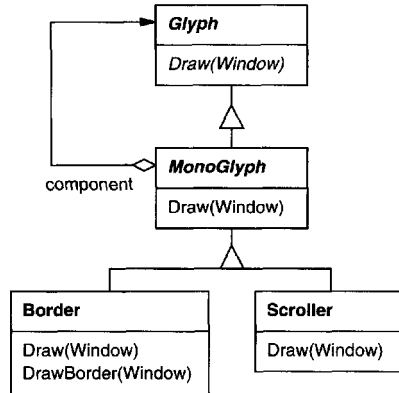 Glyph
Draw(Window)
component
MonoGlyph
Draw(Window)
Border
Draw(Window)
DrawBorder(Window)
Scroller
Draw(Window)